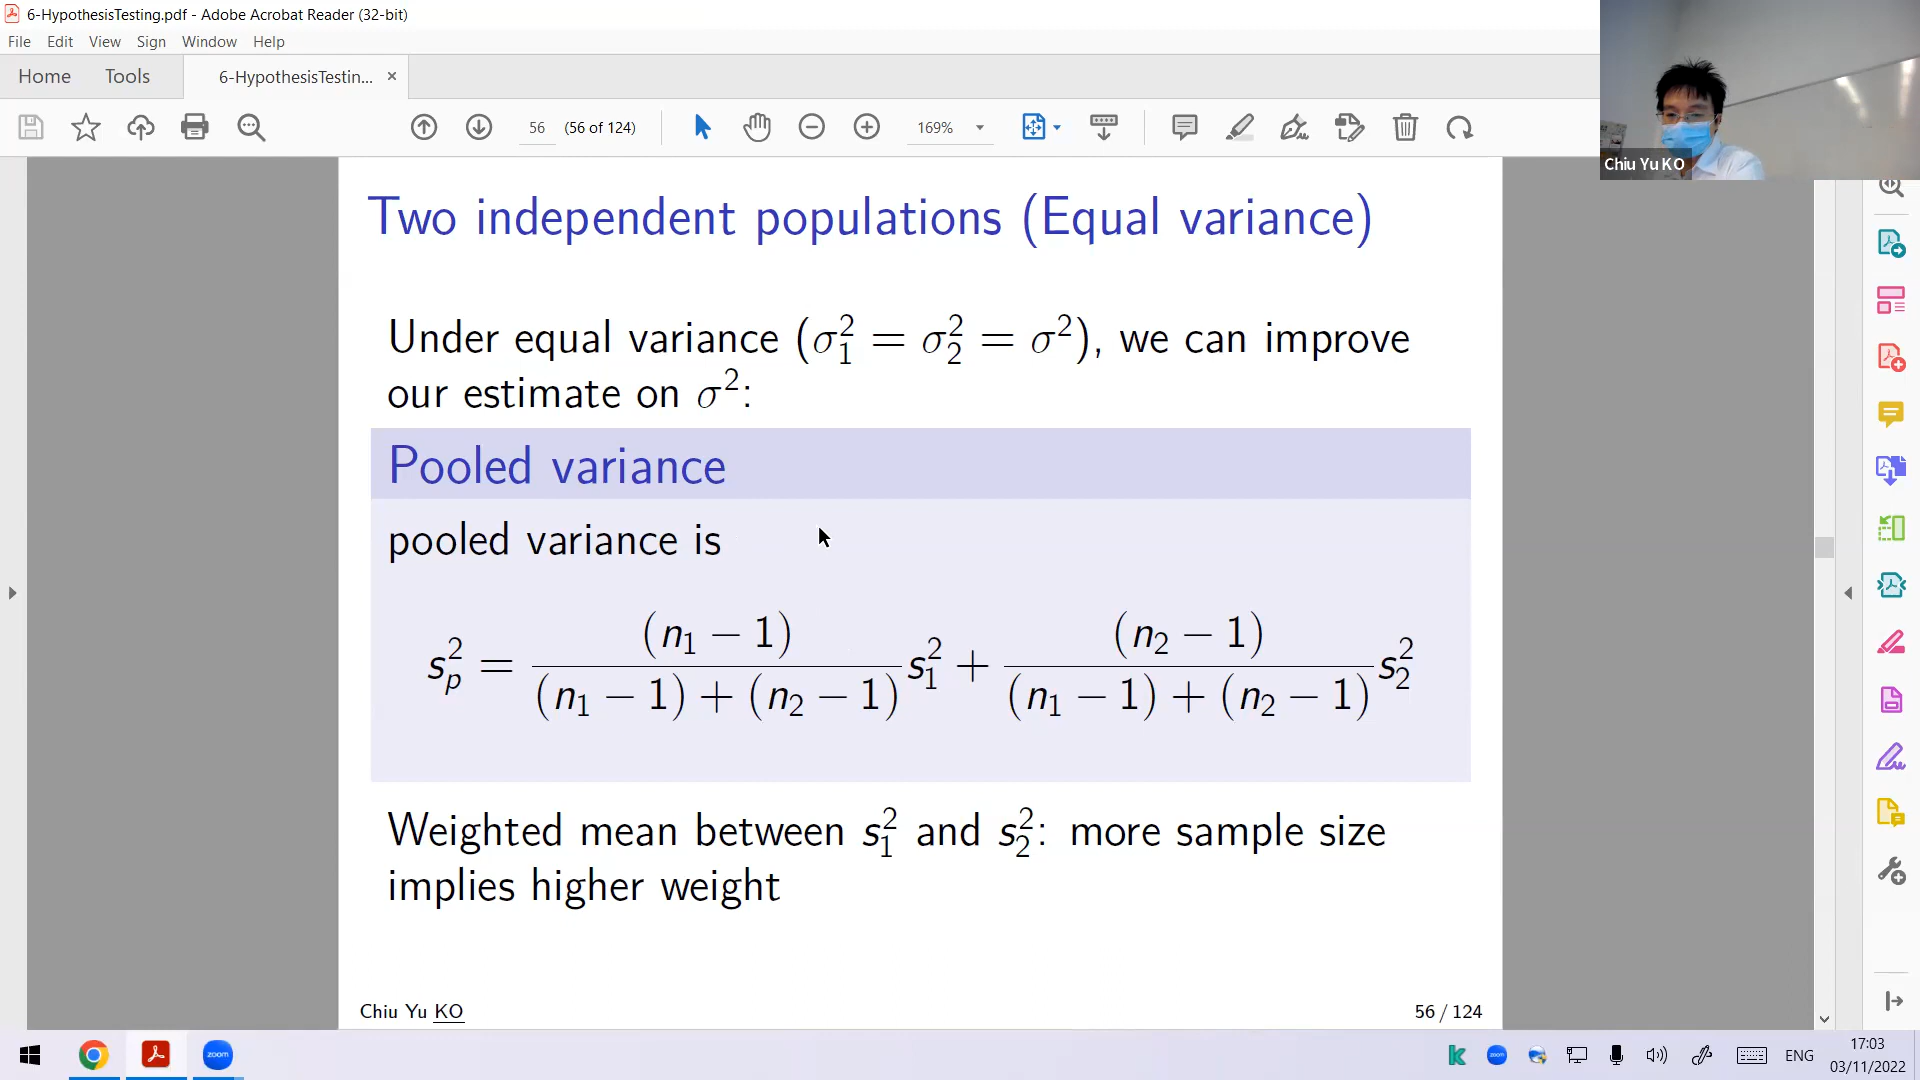 6-HypothesisTesting.pdf - Adobe Acrobat Reader (32-bit)
File Edit View Sign Window Help
Home Tools 6-HypothesisTestin... ×
56 (56 of 124) 169%
Chiu Yu KO
Two independent populations (Equal variance)
Under equal variance (σ₁² = σ₂² = σ²), we can improve
our estimate on σ²:
Pooled variance
pooled variance is
s_p² = (n₁ − 1) / ((n₁ − 1) + (n₂ − 1)) s₁² + (n₂ − 1) / ((n₁ − 1) + (n₂ − 1)) s₂²
Weighted mean between s₁² and s₂²: more sample size
implies higher weight
Chiu Yu KO 56 / 124
zoom zoom ENG 17:03
03/11/2022